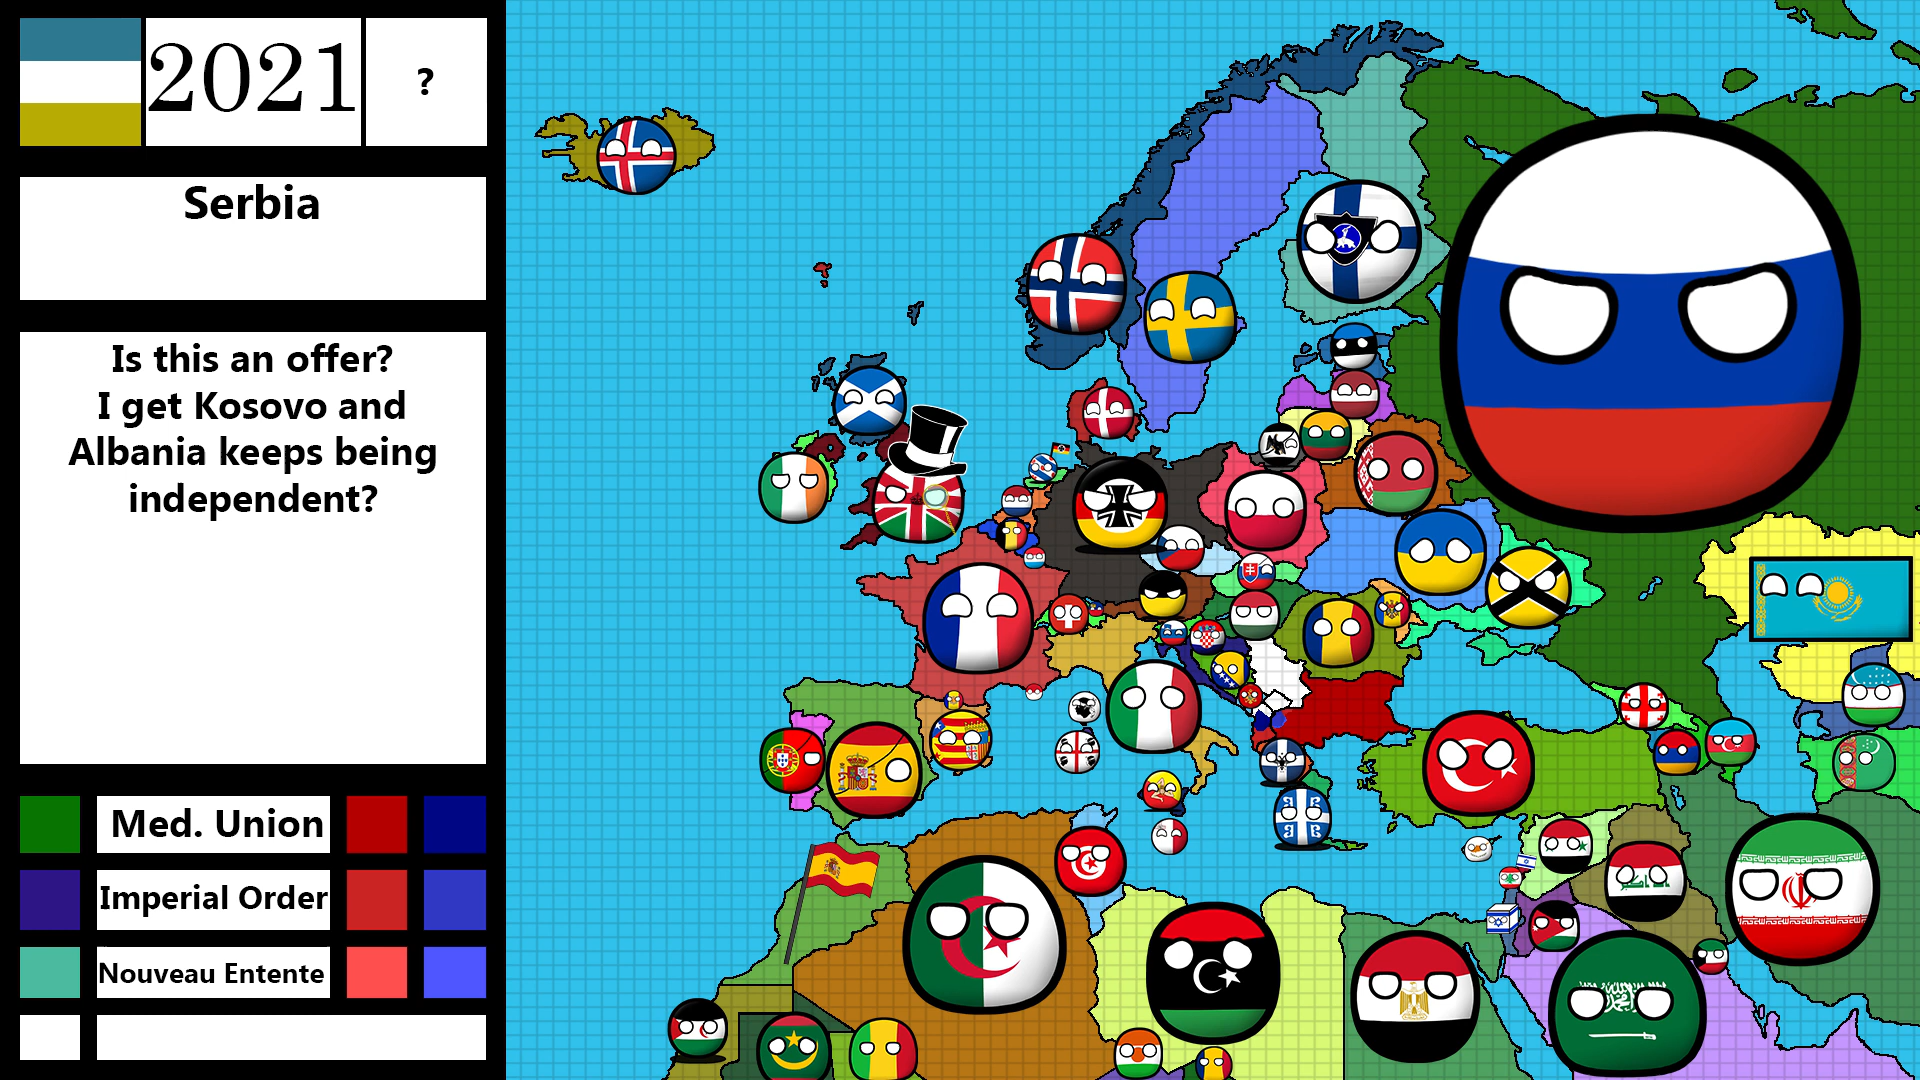 2021
?
Serbia
Is this an offer?
I get Kosovo and
Albania keeps being
independent?
Med. Union
Imperial Order
Nouveau Entente